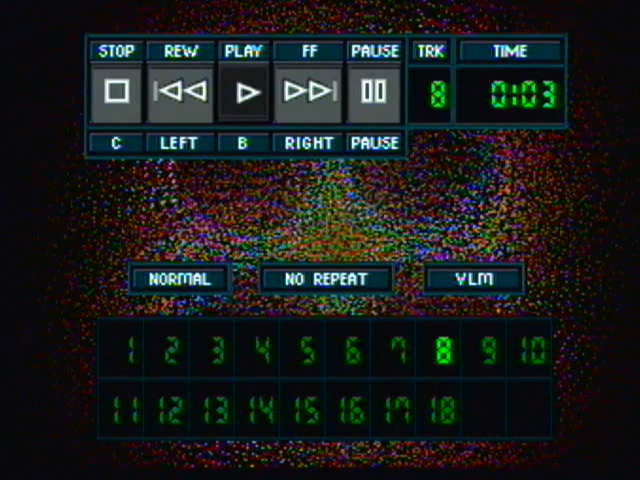 STOP REW PLAY FF PAUSE TRK TIME
8 0:03
C LEFT B RIGHT PAUSE
NORMAL NO REPEAT VLM
1 2 3 4 5 6 7 8 9 10
11 12 13 14 15 16 17 18